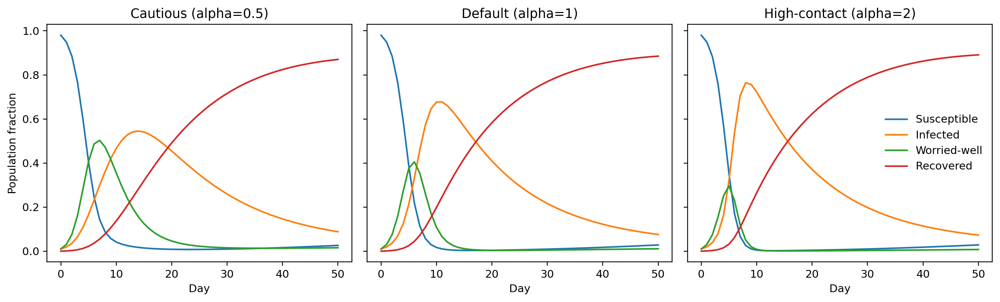 Cautious (alpha=0.5)
Default (alpha=1)
High-contact (alpha=2)
Population fraction
1.0
0.8
0.6
0.4
0.2
0.0
0 10 20 30 40 50
Day
0 10 20 30 40 50
Day
0 10 20 30 40 50
Day
Susceptible
Infected
Worried-well
Recovered